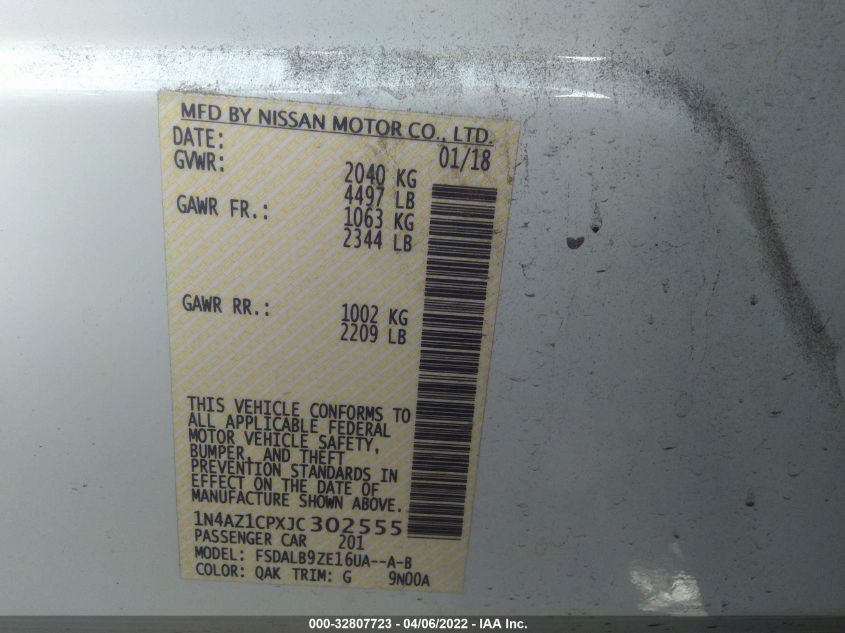 MFD BY NISSAN MOTOR CO., LTD.
DATE: 01/18
GVWR: 2040 KG
4497 LB
GAWR FR.: 1063 KG
2344 LB
GAWR RR.: 1002 KG
2209 LB
THIS VEHICLE CONFORMS TO
ALL APPLICABLE FEDERAL
MOTOR VEHICLE SAFETY,
BUMPER, AND THEFT
PREVENTION STANDARDS IN
EFFECT ON THE DATE OF
MANUFACTURE SHOWN ABOVE.
1N4AZ1CPXJC302555
PASSENGER CAR 201
MODEL: FSDALB9ZE16UA--A-B
COLOR: QAK TRIM: G 9N00A
000-32807723 - 04/06/2022 - IAA Inc.